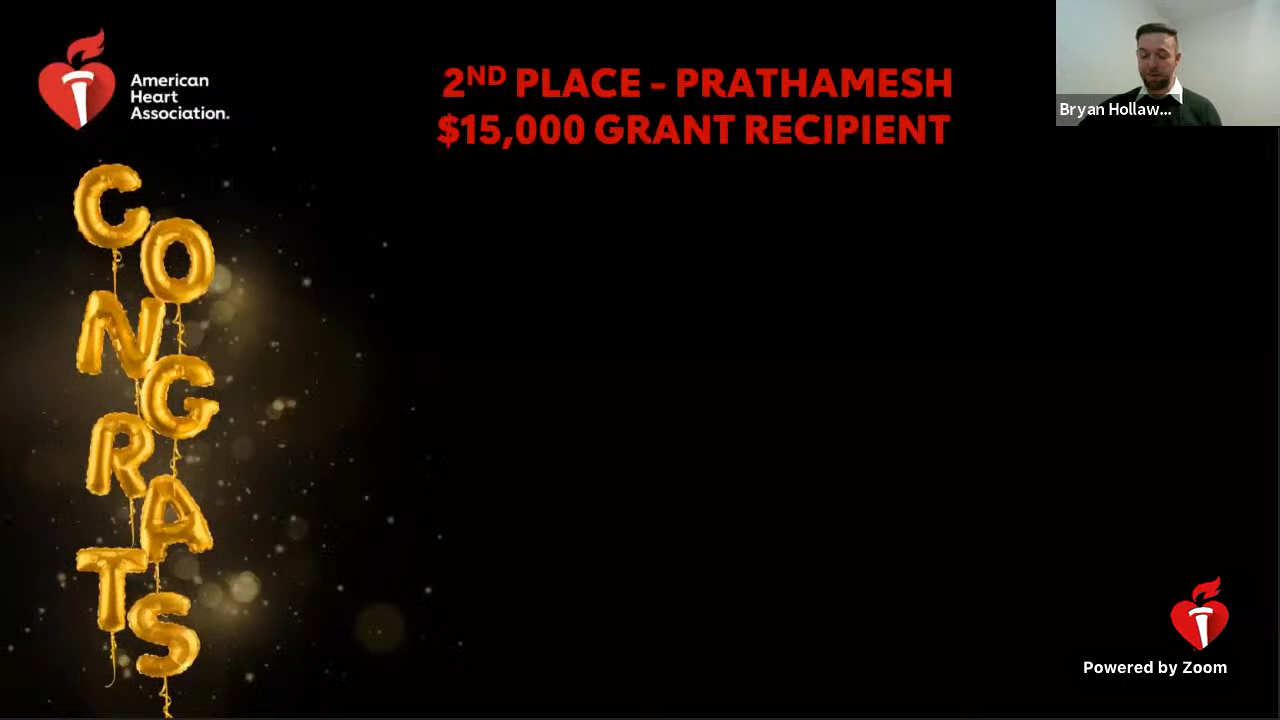 American
Heart
Association.
2ND PLACE - PRATHAMESH
$15,000 GRANT RECIPIENT
Bryan Hollaw...
CONGRATS
Powered by Zoom